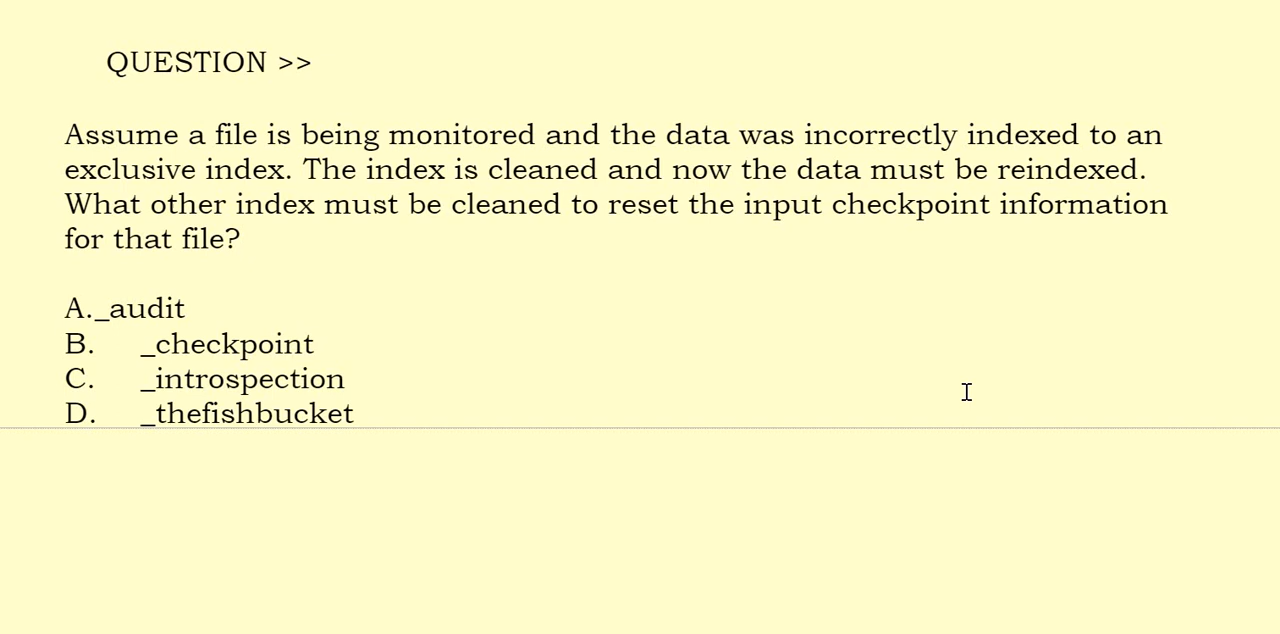 QUESTION >>
Assume a file is being monitored and the data was incorrectly indexed to an
exclusive index. The index is cleaned and now the data must be reindexed.
What other index must be cleaned to reset the input checkpoint information
for that file?
A._audit
B. _checkpoint
C. _introspection
D. _thefishbucket